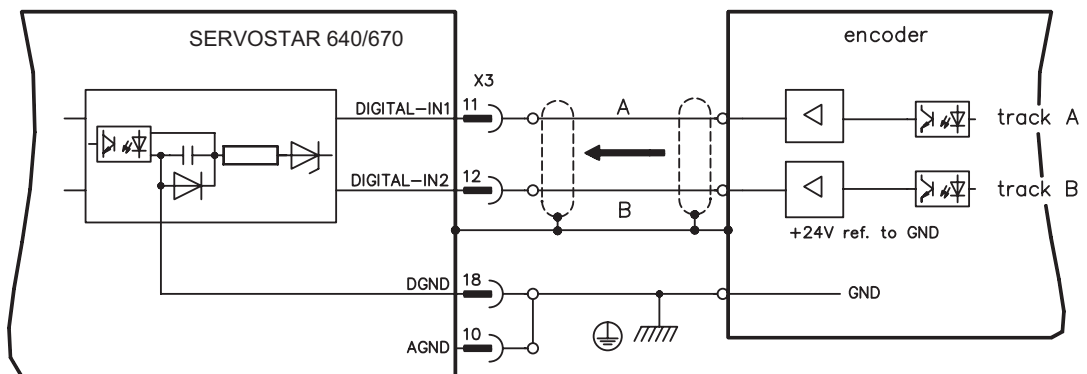 SERVOSTAR 640/670
encoder
X3
DIGITAL-IN1
11
A
track A
DIGITAL-IN2
12
B
track B
+24V ref. to GND
DGND
18
GND
AGND
10